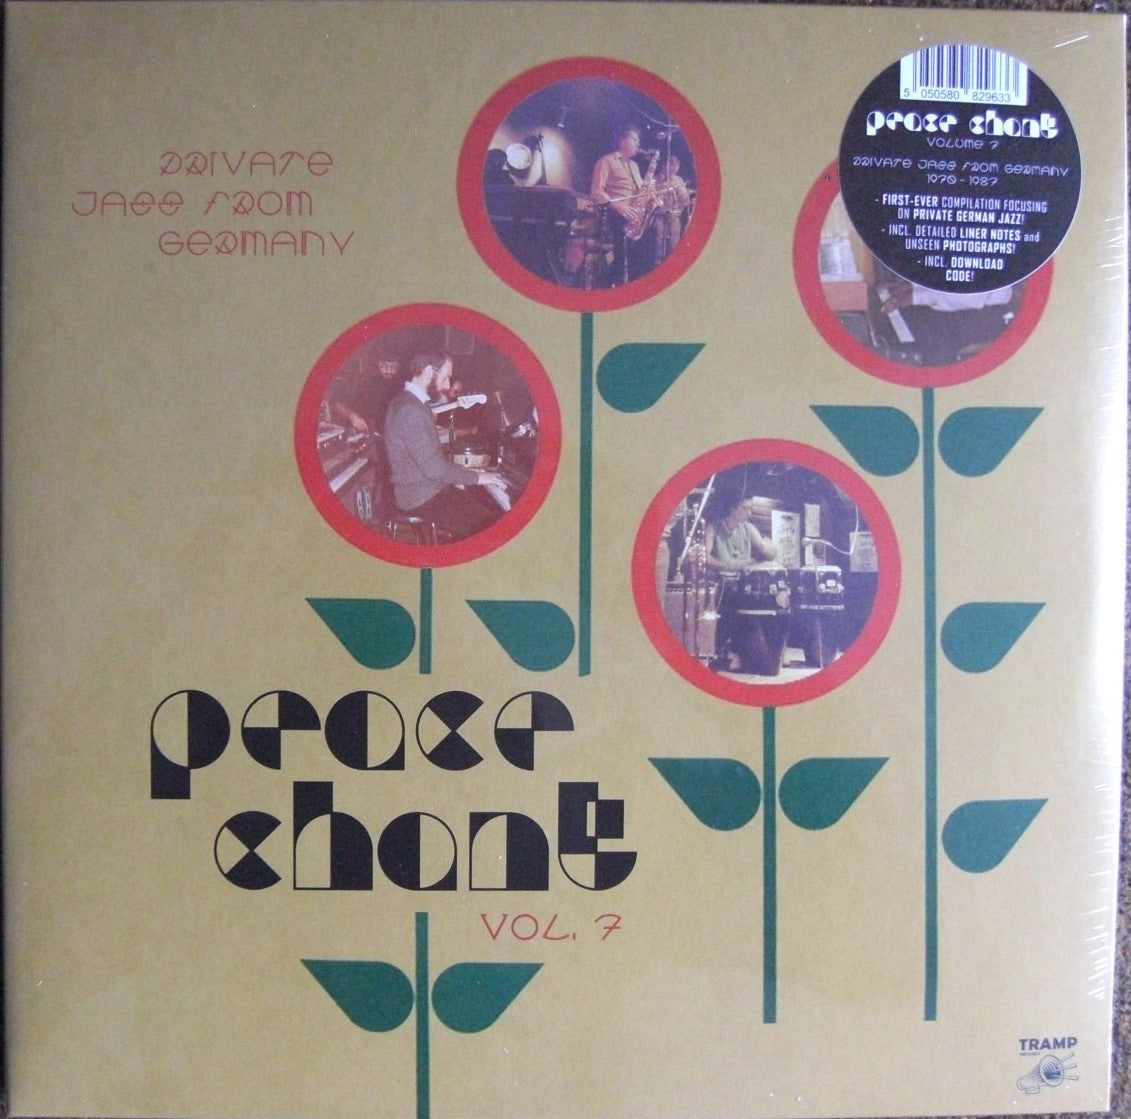 PRIVATE
JAZZ FROM
GERMANY
5 050580 829633
peace chant
VOLUME 7
PRIVATE JAZZ FROM GERMANY
1970 - 1987
- FIRST-EVER COMPILATION FOCUSING
ON PRIVATE GERMAN JAZZ!
- INCL. DETAILED LINER NOTES and
UNSEEN PHOTOGRAPHS!
- INCL. DOWNLOAD
CODE!
peace
chant
VOL. 7
TRAMP
RECORDS